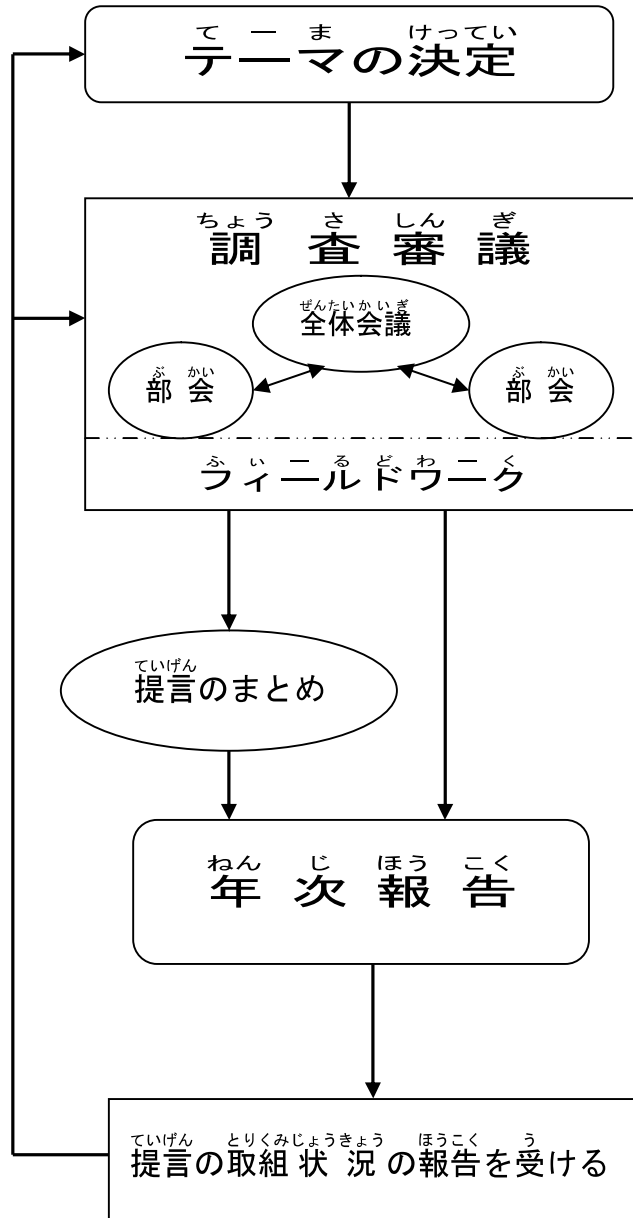 てーま けってい
テーマの決定
ちょう さ しん ぎ
調査審議
ぜんたいかいぎ
全体会議
ぶ かい
部会
ぶ かい
部会
ふぃーるどわーく
フィールドワーク
ていげん
提言のまとめ
ねん じ ほう こく
年次報告
ていげん とりくみじょうきょう ほうこく う
提言の取組状況の報告を受ける